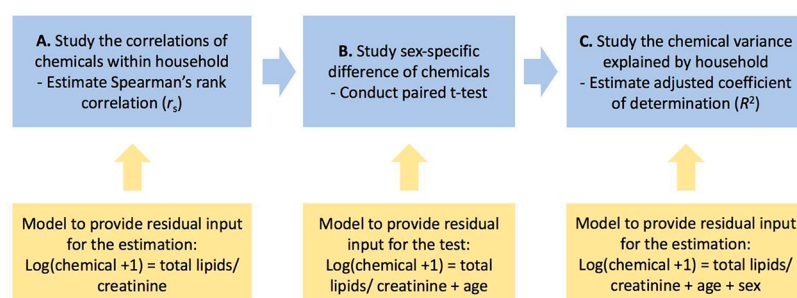 A. Study the correlations of
chemicals within household
- Estimate Spearman's rank
correlation (rs)
B. Study sex-specific
difference of chemicals
- Conduct paired t-test
C. Study the chemical variance
explained by household
- Estimate adjusted coefficient
of determination (R²)
Model to provide residual input
for the estimation:
Log(chemical +1) = total lipids/
creatinine
Model to provide residual
input for the test:
Log(chemical +1) = total
lipids/ creatinine + age
Model to provide residual input
for the estimation:
Log(chemical +1) = total lipids/
creatinine + age + sex